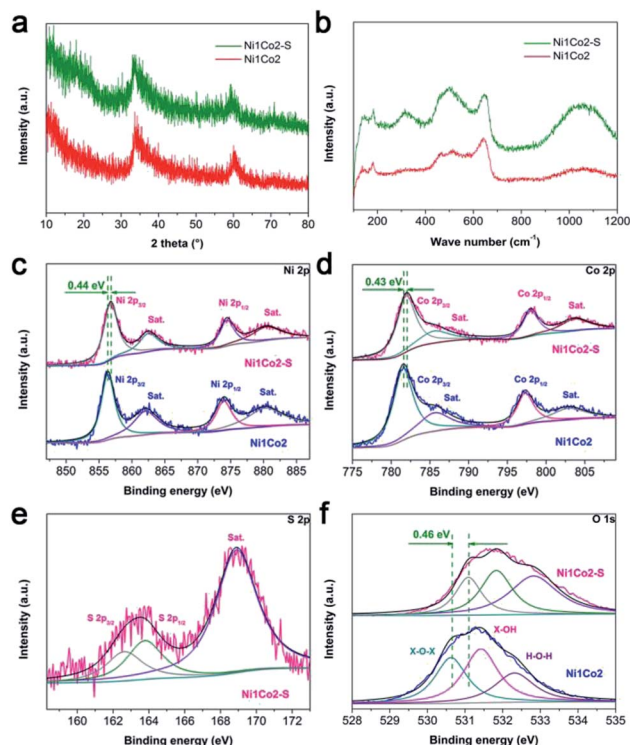 a
Ni1Co2-S
Ni1Co2
Intensity (a.u.)
10 20 30 40 50 60 70 80
2 theta (°)
b
Ni1Co2-S
Ni1Co2
Intensity (a.u.)
200 400 600 800 1000 1200
Wave number (cm⁻¹)
c
Ni 2p
0.44 eV
Ni 2p3/2
Sat.
Ni 2p1/2
Sat.
Ni1Co2-S
Ni 2p3/2
Sat.
Ni 2p1/2
Sat.
Ni1Co2
Intensity (a.u.)
850 855 860 865 870 875 880 885
Binding energy (eV)
d
Co 2p
0.43 eV
Co 2p3/2
Sat.
Co 2p1/2
Sat.
Ni1Co2-S
Co 2p3/2
Sat.
Co 2p1/2
Sat.
Ni1Co2
Intensity (a.u.)
775 780 785 790 795 800 805
Binding energy (eV)
e
S 2p
Sat.
S 2p3/2
S 2p1/2
Ni1Co2-S
Intensity (a.u.)
160 162 164 166 168 170 172
Binding energy (eV)
f
O 1s
0.46 eV
Ni1Co2-S
X-OH
X-O-X
H-O-H
Ni1Co2
Intensity (a.u.)
528 529 530 531 532 533 534 535
Binding energy (eV)